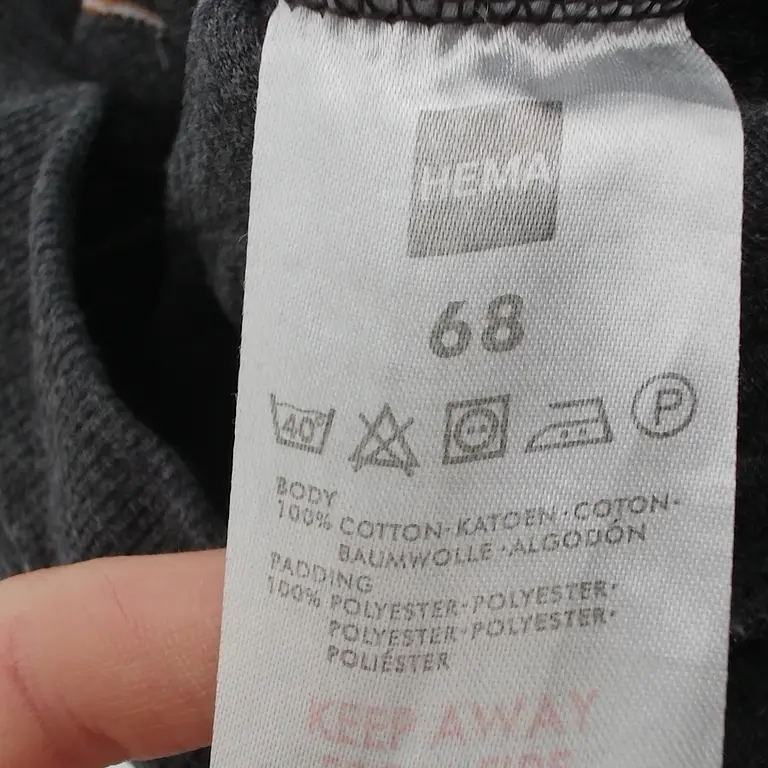 HEMA
68
40°
P
BODY
100% COTTON·KATOEN·COTON·
BAUMWOLLE·ALGODÓN
PADDING
100% POLYESTER·POLYESTER·
POLYESTER·POLYESTER·
POLIÉSTER
KEEP AWAY